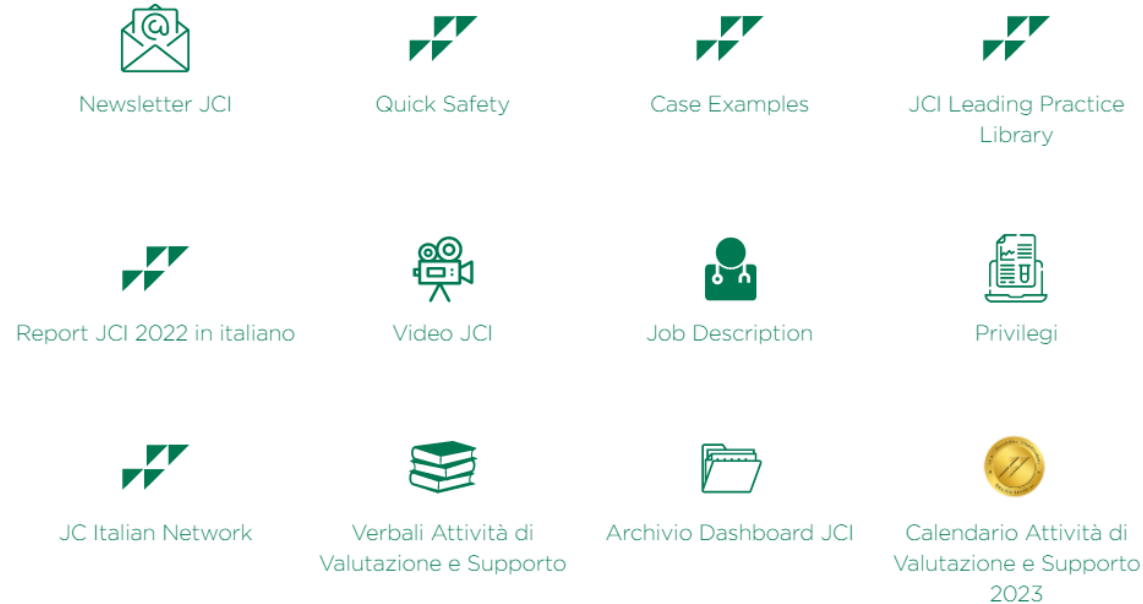 Newsletter JCI
Quick Safety
Case Examples
JCI Leading Practice
Library
Report JCI 2022 in italiano
Video JCI
Job Description
Privilegi
JC Italian Network
Verbali Attività di
Valutazione e Supporto
Archivio Dashboard JCI
Calendario Attività di
Valutazione e Supporto
2023